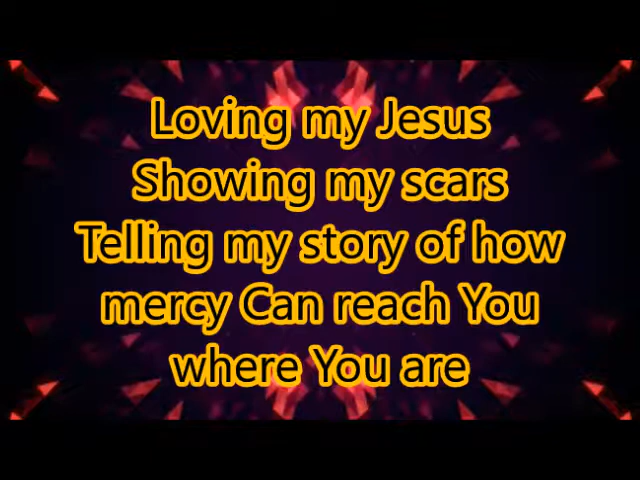 Loving my Jesus
Showing my scars
Telling my story of how
mercy Can reach You
where You are